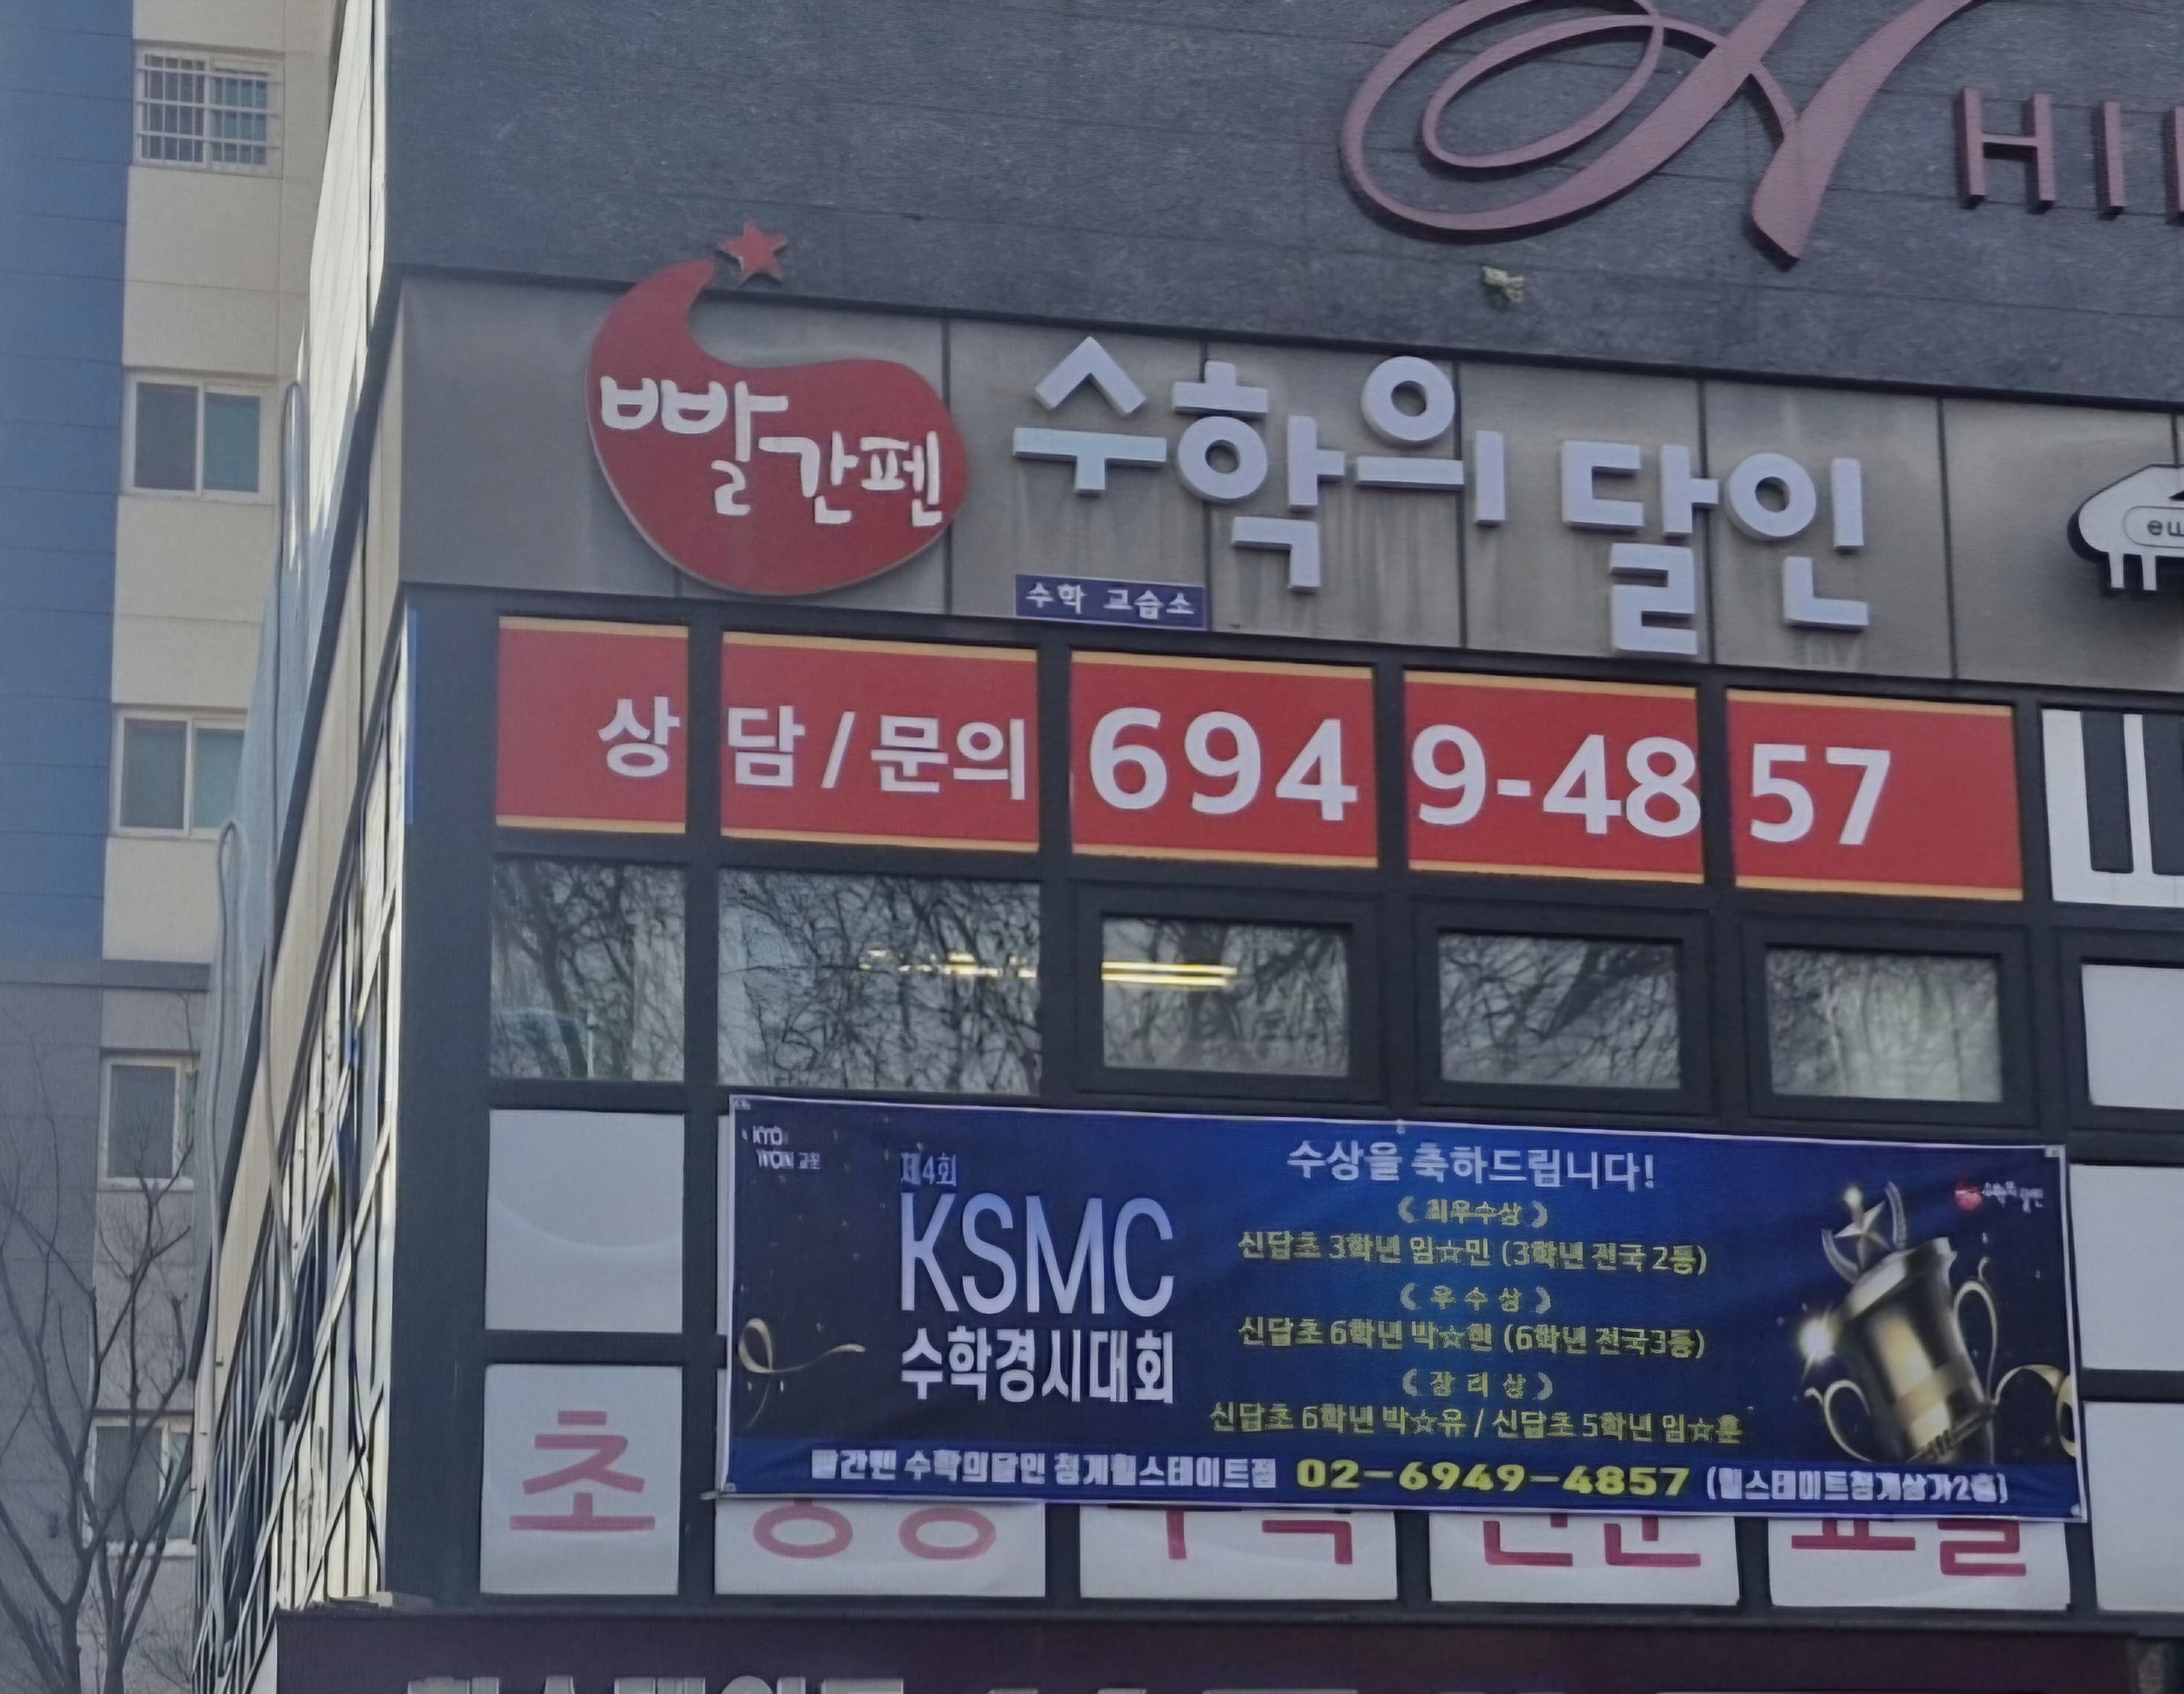 HIL
빨간펜 수학의 달인
수학 교습소
상담/문의 6949-4857
KYO
WON 교원
제4회
KSMC
수학경시대회
수상을 축하드립니다!
《 최우수상 》
신답초 3학년 임☆민 (3학년 전국 2등)
《 우 수 상 》
신답초 6학년 박☆현 (6학년 전국3등)
《 장 려 상 》
신답초 6학년 박☆유 / 신답초 5학년 임☆훈
수학의 달인
빨간펜 수학의달인 청계힐스테이트점 02-6949-4857 (힐스테이트청계상가2층)
초